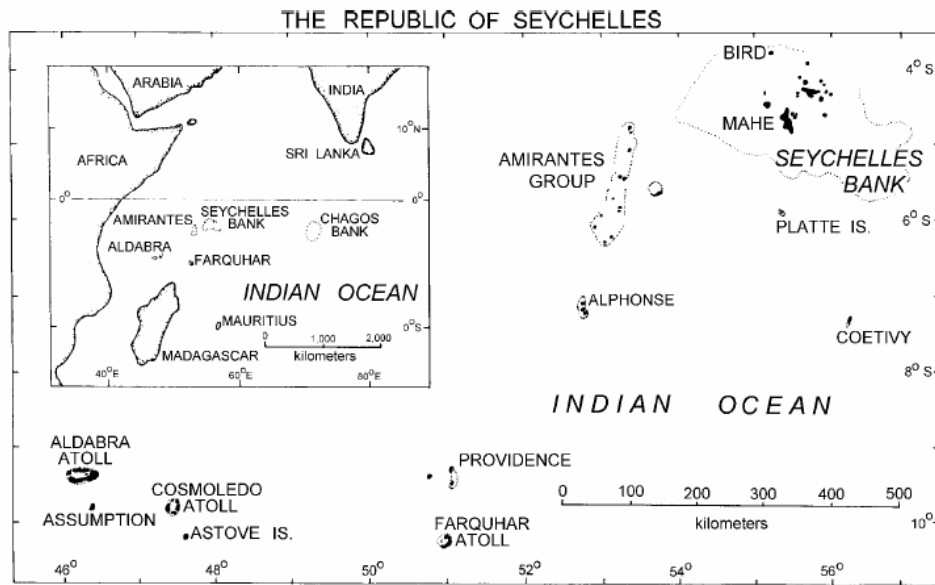 THE REPUBLIC OF SEYCHELLES
ARABIA
INDIA
AFRICA
10°N
SRI LANKA
0°
AMIRANTES
SEYCHELLES
BANK
CHAGOS
BANK
ALDABRA
FARQUHAR
INDIAN OCEAN
MAURITIUS
0°S
0 1,000 2,000
kilometers
MADAGASCAR
40°E
60°E
80°E
BIRD
4°S
MAHE
SEYCHELLES
BANK
AMIRANTES
GROUP
PLATTE IS.
6°S
ALPHONSE
COETIVY
8°S
INDIAN OCEAN
ALDABRA
ATOLL
PROVIDENCE
COSMOLEDO
ATOLL
ASSUMPTION
ASTOVE IS.
FARQUHAR
ATOLL
0 100 200 300 400 500
kilometers
10°
46°
48°
50°
52°
54°
56°